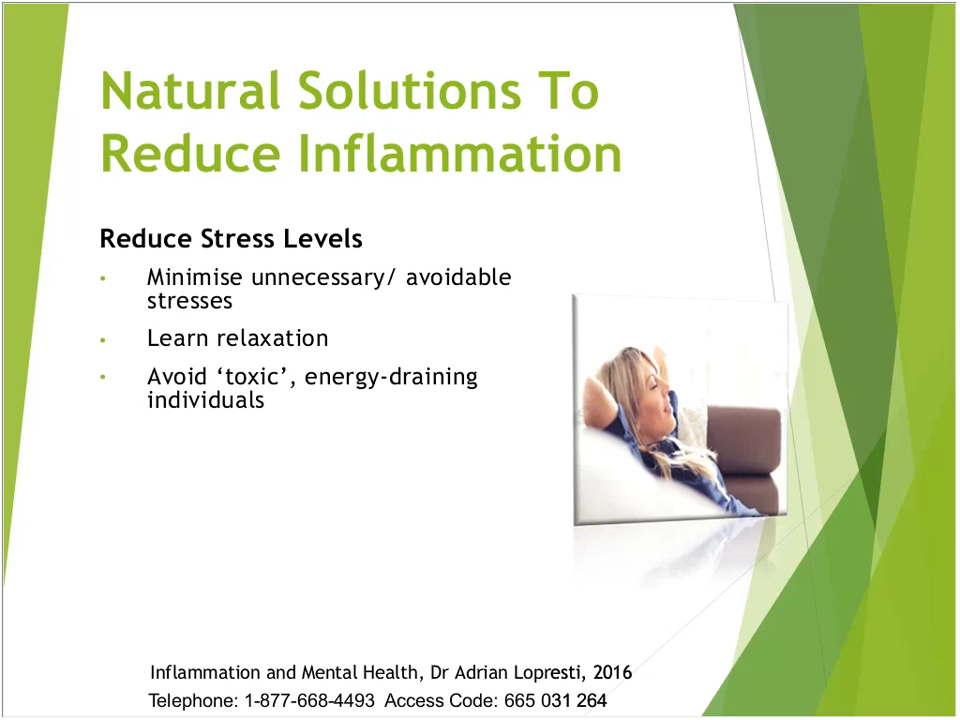 Natural Solutions To
Reduce Inflammation
Reduce Stress Levels
• Minimise unnecessary/ avoidable
stresses
• Learn relaxation
• Avoid ‘toxic’, energy-draining
individuals
Inflammation and Mental Health, Dr Adrian Lopresti, 2016
Telephone: 1-877-668-4493 Access Code: 665 031 264